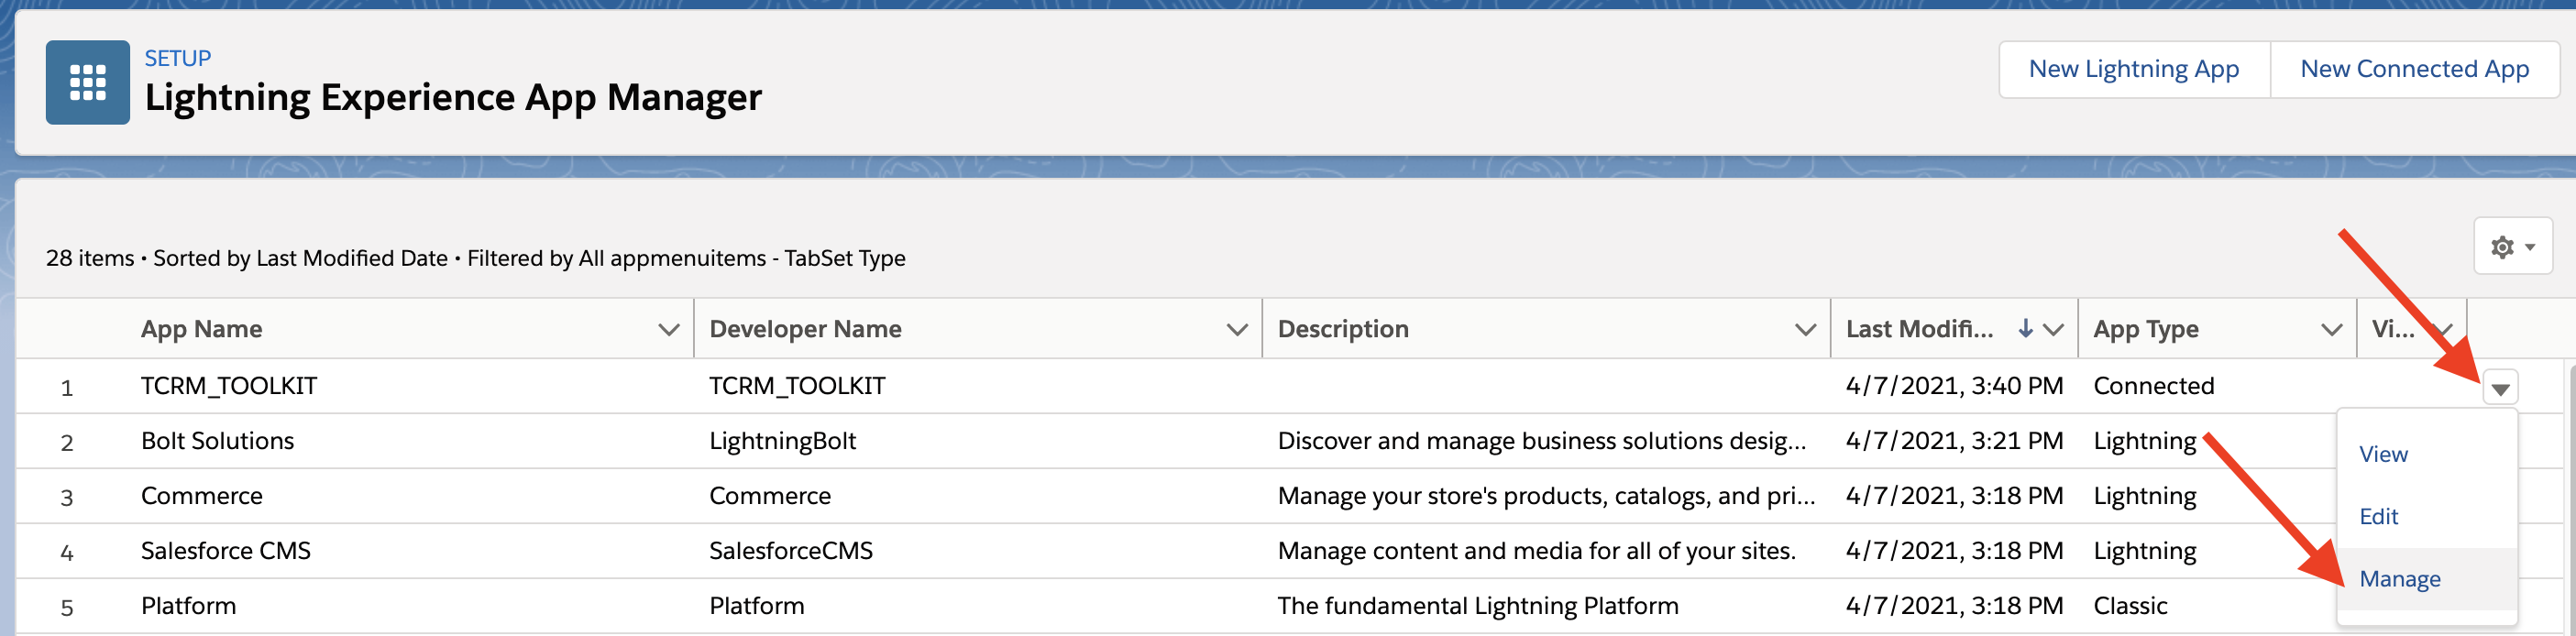 SETUP
Lightning Experience App Manager
New Lightning App
New Connected App
28 items • Sorted by Last Modified Date • Filtered by All appmenuitems - TabSet Type
App Name Developer Name Description Last Modifi... App Type Vi...
1 TCRM_TOOLKIT TCRM_TOOLKIT 4/7/2021, 3:40 PM Connected
2 Bolt Solutions LightningBolt Discover and manage business solutions desig... 4/7/2021, 3:21 PM Lightning
View
3 Commerce Commerce Manage your store's products, catalogs, and pri... 4/7/2021, 3:18 PM Lightning
Edit
4 Salesforce CMS SalesforceCMS Manage content and media for all of your sites. 4/7/2021, 3:18 PM Lightning
Manage
5 Platform Platform The fundamental Lightning Platform 4/7/2021, 3:18 PM Classic